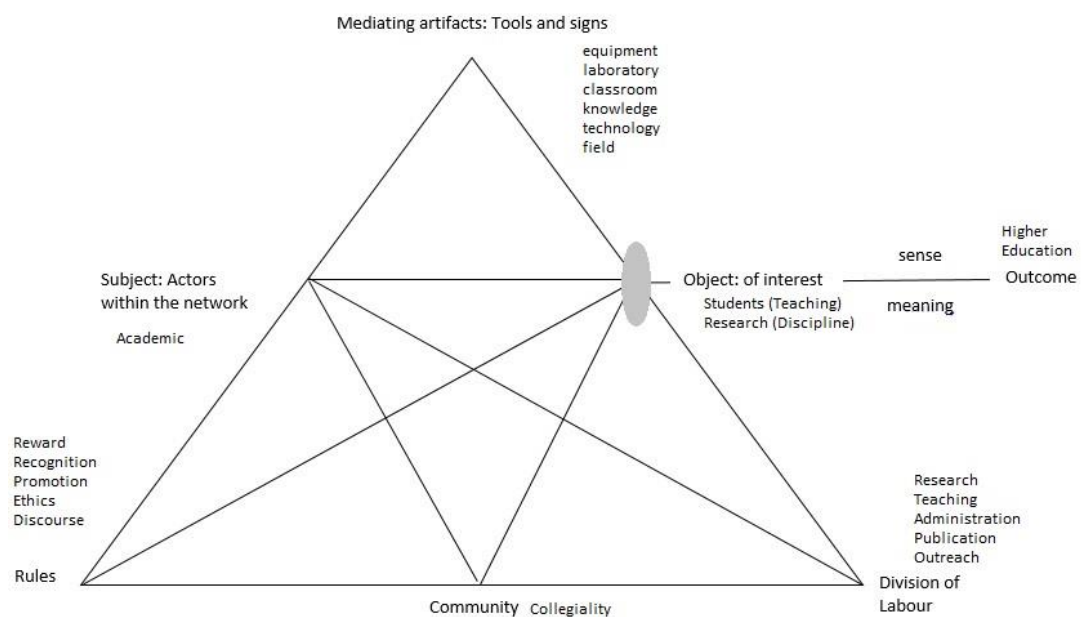 Mediating artifacts: Tools and signs
equipment
laboratory
classroom
knowledge
technology
field
Subject: Actors
within the network
Academic
Object: of interest
Students (Teaching)
Research (Discipline)
sense
meaning
Higher
Education
Outcome
Reward
Recognition
Promotion
Ethics
Discourse
Rules
Community Collegiality
Research
Teaching
Administration
Publication
Outreach
Division of
Labour